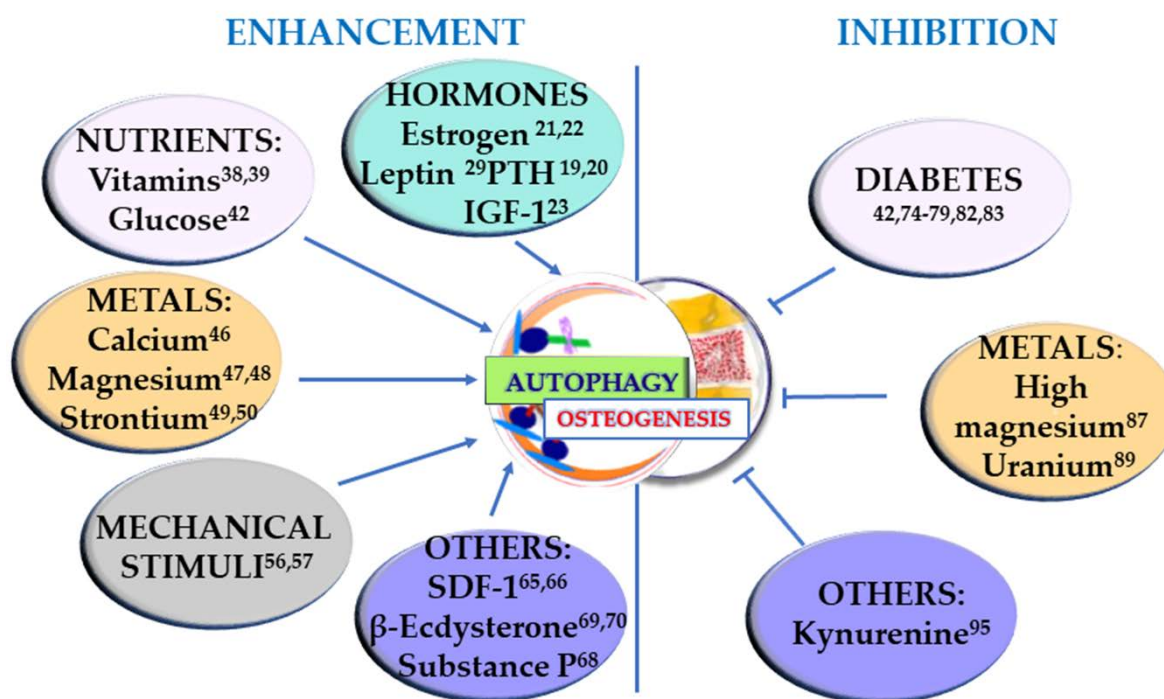 ENHANCEMENT
INHIBITION
HORMONES
Estrogen 21,22
Leptin 29PTH 19,20
IGF-123
NUTRIENTS:
Vitamins38,39
Glucose42
DIABETES
42,74-79,82,83
METALS:
Calcium46
Magnesium47,48
Strontium49,50
AUTOPHAGY
OSTEOGENESIS
METALS:
High
magnesium87
Uranium89
MECHANICAL
STIMULI56,57
OTHERS:
SDF-165,66
β-Ecdysterone69,70
Substance P68
OTHERS:
Kynurenine95